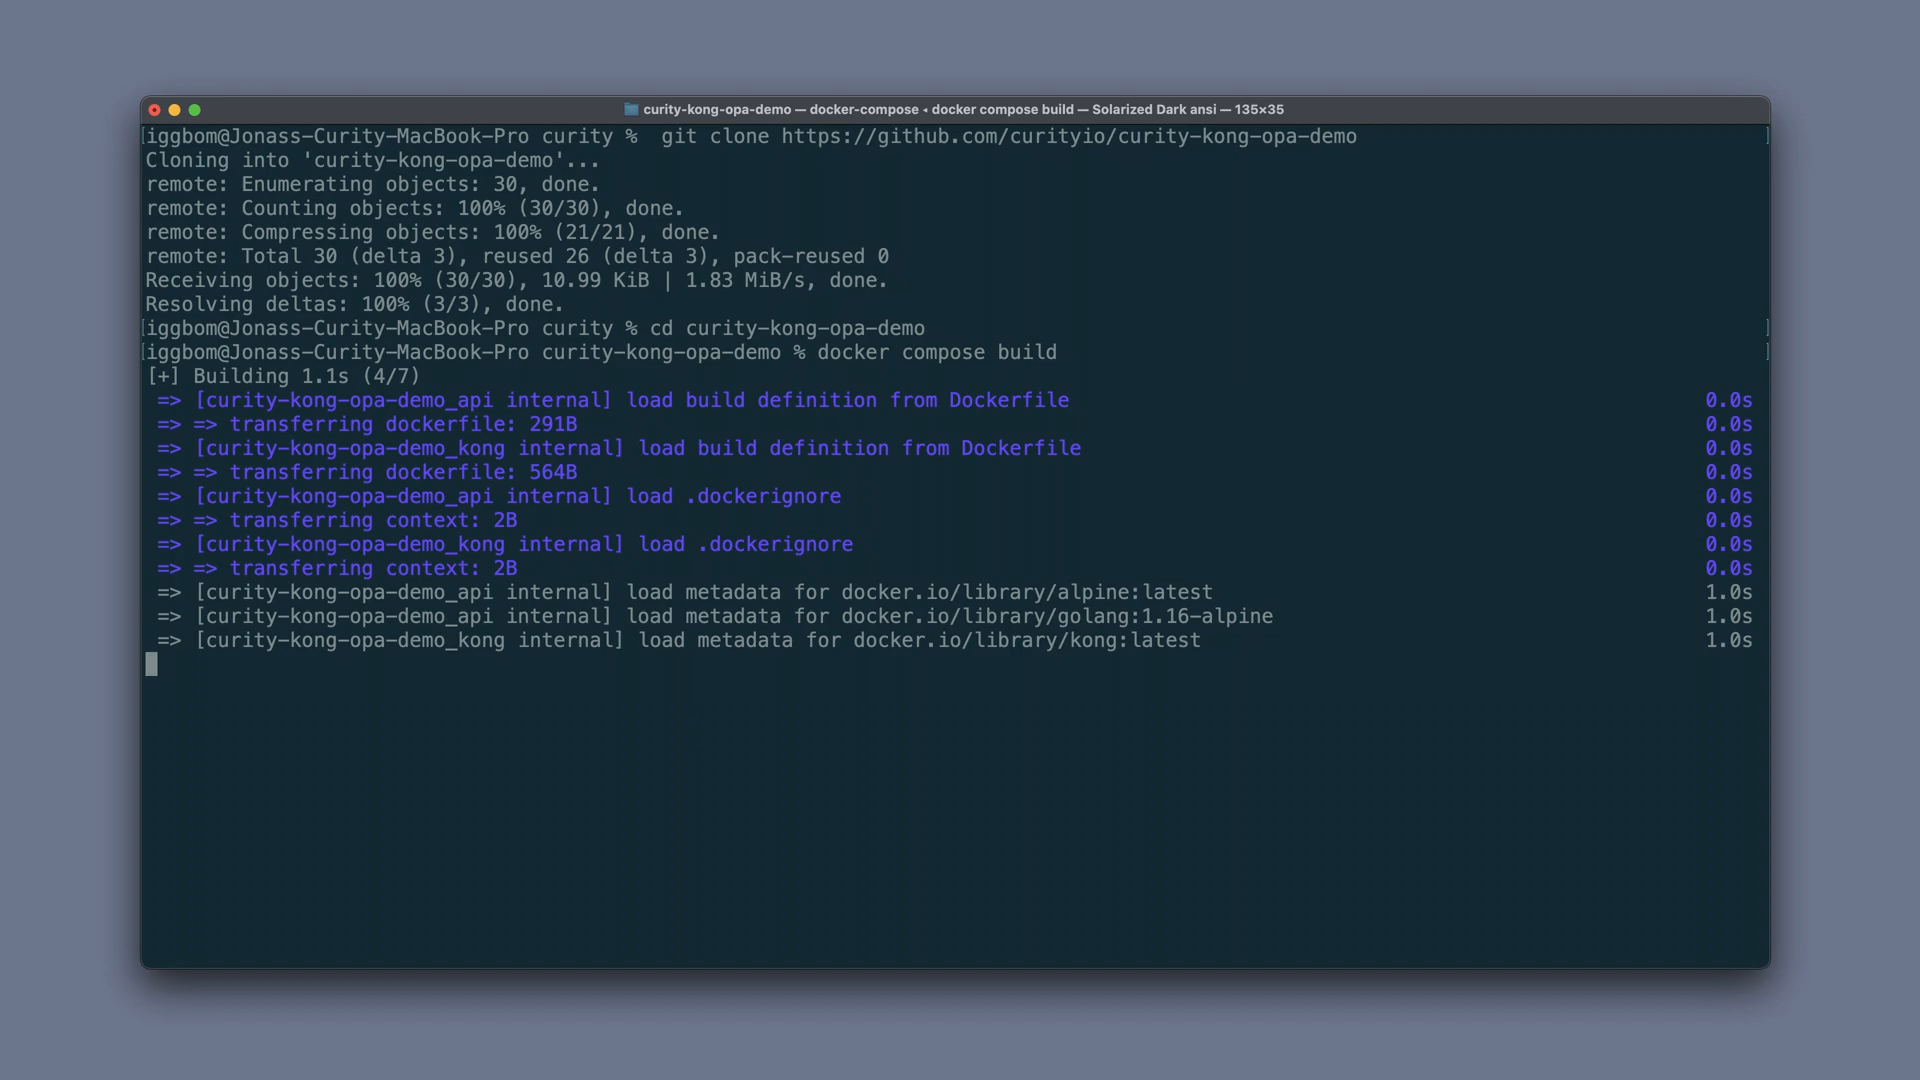 curity-kong-opa-demo — docker-compose ◂ docker compose build — Solarized Dark ansi — 135×35
[iggbom@Jonass-Curity-MacBook-Pro curity %  git clone https://github.com/curityio/curity-kong-opa-demo ]
Cloning into 'curity-kong-opa-demo'...
remote: Enumerating objects: 30, done.
remote: Counting objects: 100% (30/30), done.
remote: Compressing objects: 100% (21/21), done.
remote: Total 30 (delta 3), reused 26 (delta 3), pack-reused 0
Receiving objects: 100% (30/30), 10.99 KiB | 1.83 MiB/s, done.
Resolving deltas: 100% (3/3), done.
[iggbom@Jonass-Curity-MacBook-Pro curity % cd curity-kong-opa-demo ]
[iggbom@Jonass-Curity-MacBook-Pro curity-kong-opa-demo % docker compose build ]
[+] Building 1.1s (4/7)
=> [curity-kong-opa-demo_api internal] load build definition from Dockerfile 0.0s
=> => transferring dockerfile: 291B 0.0s
=> [curity-kong-opa-demo_kong internal] load build definition from Dockerfile 0.0s
=> => transferring dockerfile: 564B 0.0s
=> [curity-kong-opa-demo_api internal] load .dockerignore 0.0s
=> => transferring context: 2B 0.0s
=> [curity-kong-opa-demo_kong internal] load .dockerignore 0.0s
=> => transferring context: 2B 0.0s
=> [curity-kong-opa-demo_api internal] load metadata for docker.io/library/alpine:latest 1.0s
=> [curity-kong-opa-demo_api internal] load metadata for docker.io/library/golang:1.16-alpine 1.0s
=> [curity-kong-opa-demo_kong internal] load metadata for docker.io/library/kong:latest 1.0s